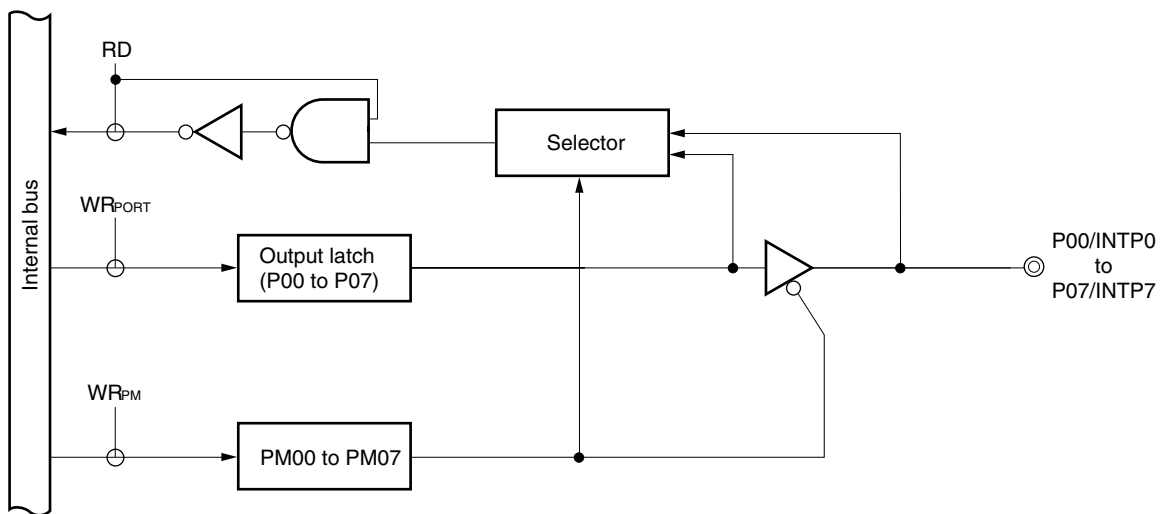 RD
Selector
Internal bus
WRPORT
Output latch
(P00 to P07)
P00/INTP0
to
P07/INTP7
WRPM
PM00 to PM07